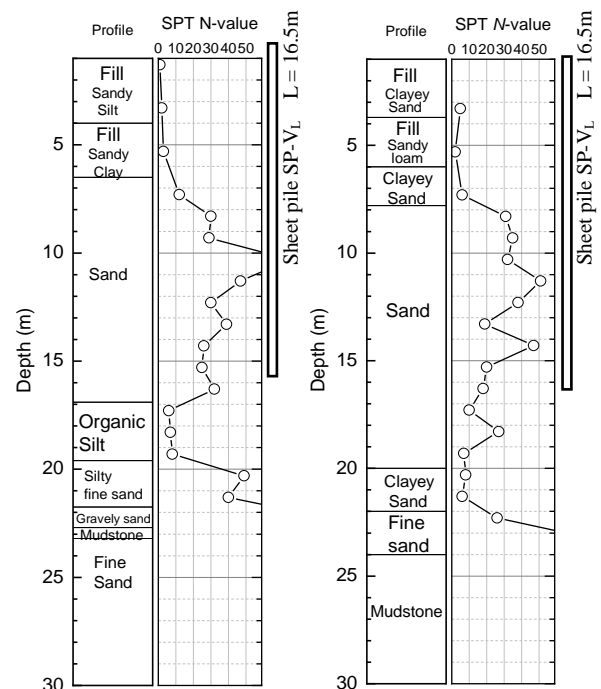 Profile
SPT N-value
0 10 20 30 40 50
Depth (m)
5
10
15
20
25
30
Fill
Sandy
Silt
Fill
Sandy
Clay
Sand
Organic
Silt
Silty
fine sand
Gravely sand
Mudstone
Fine
Sand
Sheet pile SP-VL L = 16.5m
Profile
SPT N-value
0 10 20 30 40 50
Depth (m)
5
10
15
20
25
30
Fill
Clayey
Sand
Fill
Sandy
loam
Clayey
Sand
Sand
Clayey
Sand
Fine
sand
Mudstone
Sheet pile SP-VL L = 16.5m